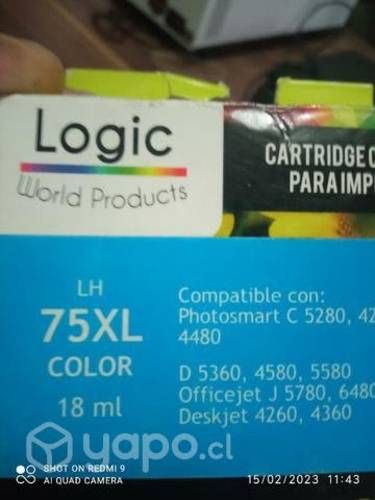 Logic
World Products
CARTRIDGE
PARA
LH
75XL
COLOR
18 ml
Compatible con:
Photosmart C 5280,
4480
D 5360, 4580, 5580
Officejet J 5780, 6480
Deskjet 4260, 4360
yapo.cl
SHOT ON REDMI 9
AI QUAD CAMERA
15/02/2023 11:43